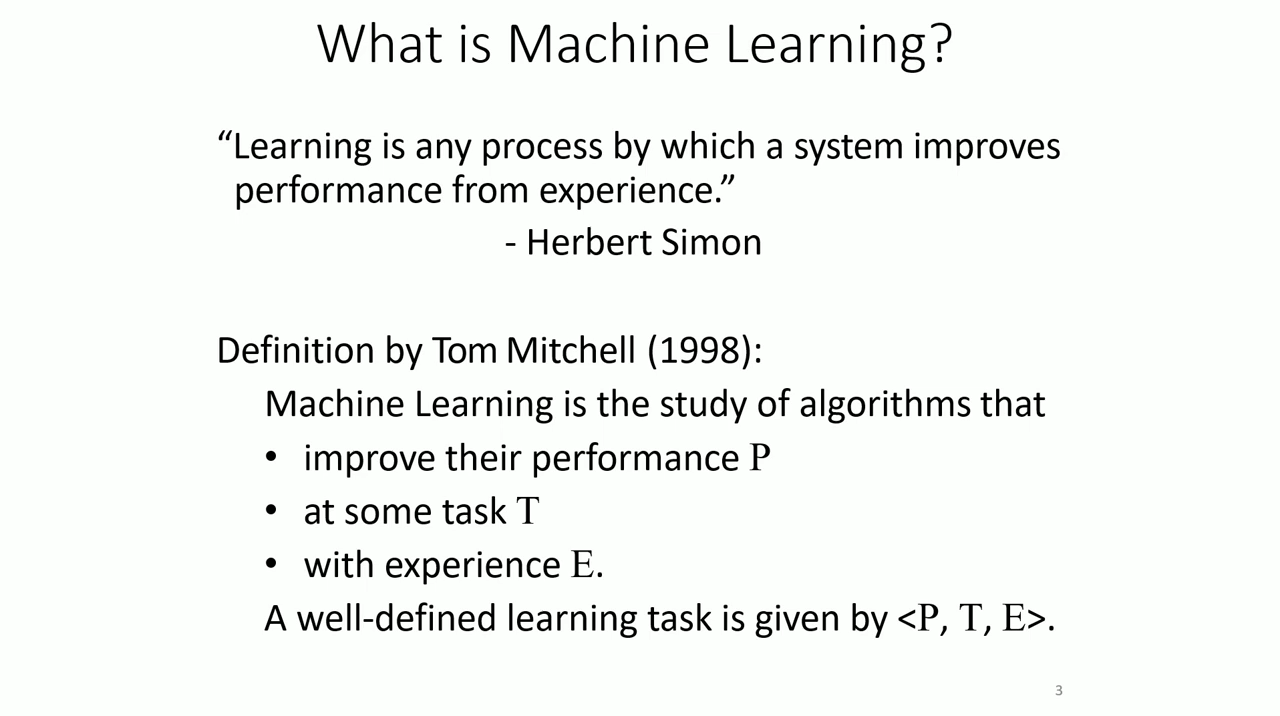 What is Machine Learning?
“Learning is any process by which a system improves
performance from experience.”
- Herbert Simon
Definition by Tom Mitchell (1998):
Machine Learning is the study of algorithms that
• improve their performance P
• at some task T
• with experience E.
A well-defined learning task is given by <P, T, E>.
3